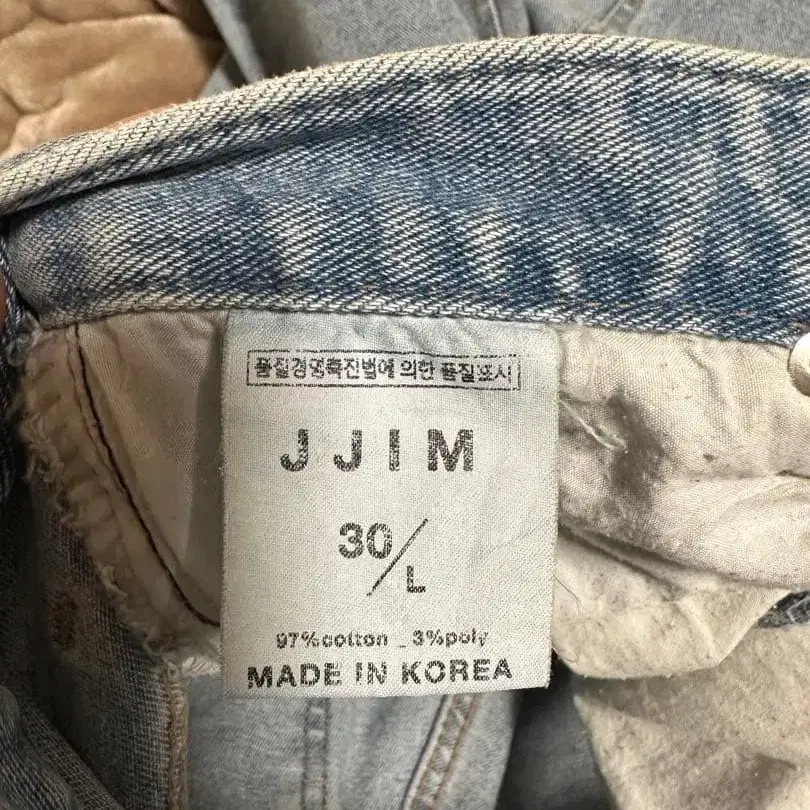 품질경영촉진법에 의한 품질표시
JJIM
30/L
97%cotton _ 3%poly
MADE IN KOREA